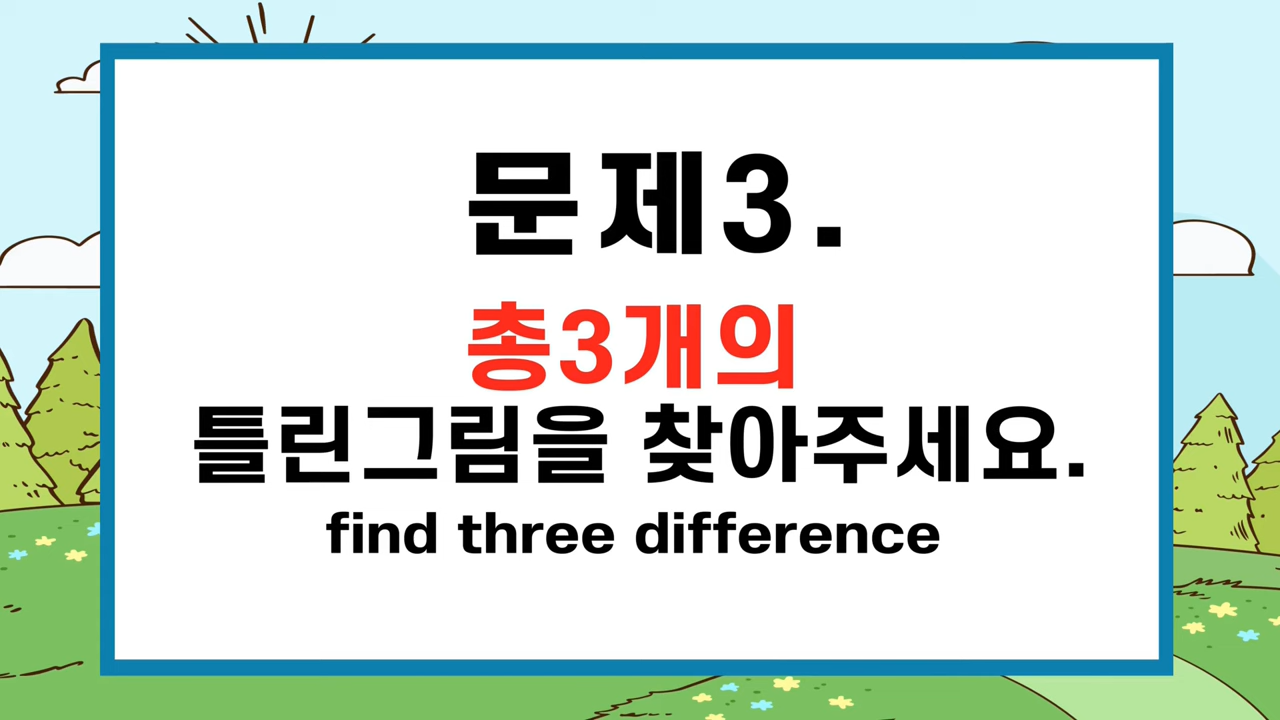 문제3.
총3개의
틀린그림을 찾아주세요.
find three difference